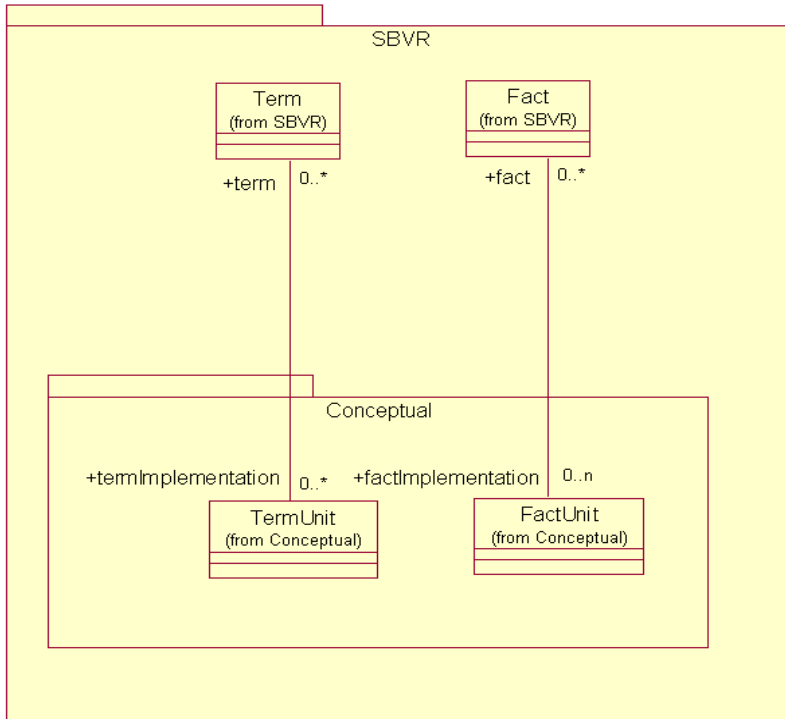 SBVR
Term
(from SBVR)
Fact
(from SBVR)
+term 0..*
+fact 0..*
Conceptual
+termImplementation 0..*
+factImplementation 0..n
TermUnit
(from Conceptual)
FactUnit
(from Conceptual)